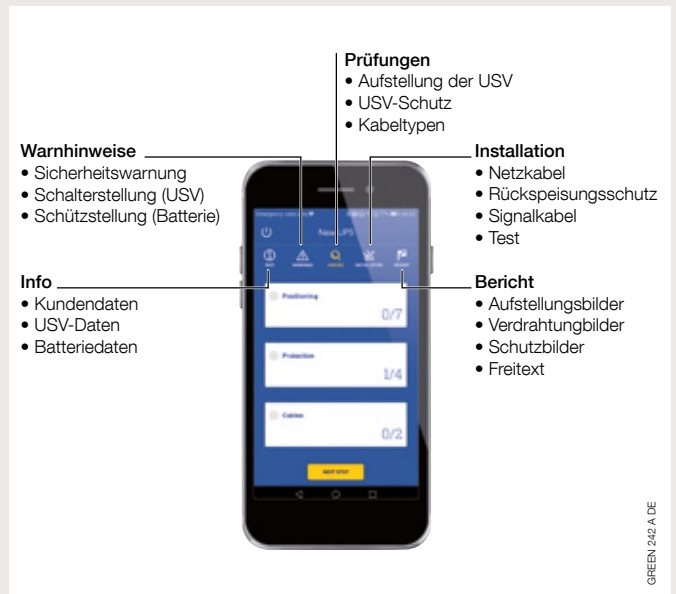 Prüfungen
• Aufstellung der USV
• USV-Schutz
• Kabeltypen
Warnhinweise
• Sicherheitswarnung
• Schalterstellung (USV)
• Schützstellung (Batterie)
Installation
• Netzkabel
• Rückspeisungsschutz
• Signalkabel
• Test
Info
• Kundendaten
• USV-Daten
• Batteriedaten
Bericht
• Aufstellungsbilder
• Verdrahtungbilder
• Schutzbilder
• Freitext
New UPS
Positioning
0/7
Protection
1/4
Cables
0/2
NEXT STEP
GREEN 242 A DE